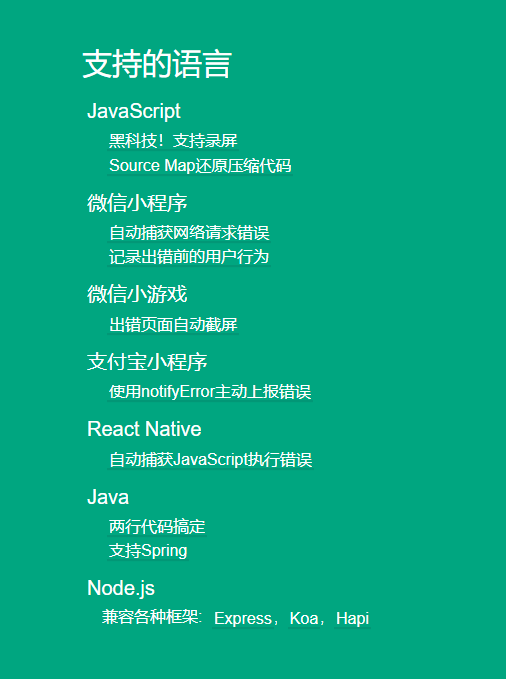 支持的语言
JavaScript
黑科技！支持录屏
Source Map还原压缩代码
微信小程序
自动捕获网络请求错误
记录出错前的用户行为
微信小游戏
出错页面自动截屏
支付宝小程序
使用notifyError主动上报错误
React Native
自动捕获JavaScript执行错误
Java
两行代码搞定
支持Spring
Node.js
兼容各种框架: Express，Koa，Hapi